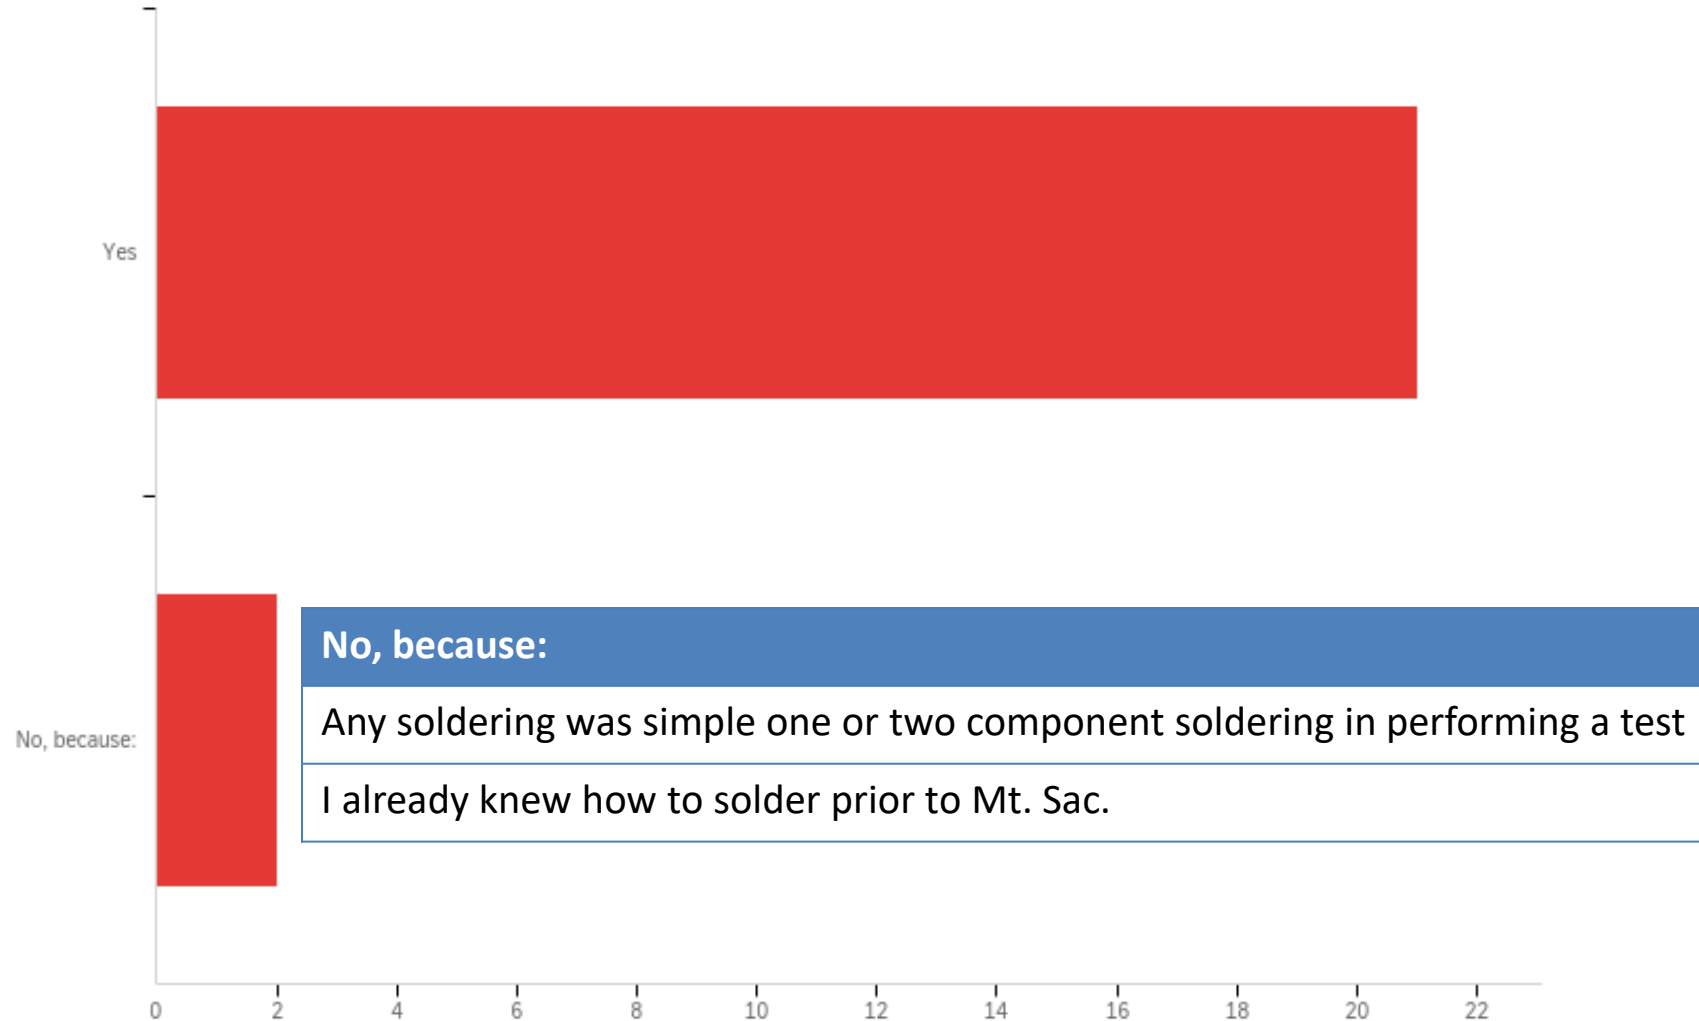 Yes
No, because:
No, because:
Any soldering was simple one or two component soldering in performing a test
I already knew how to solder prior to Mt. Sac.
0 2 4 6 8 10 12 14 16 18 20 22